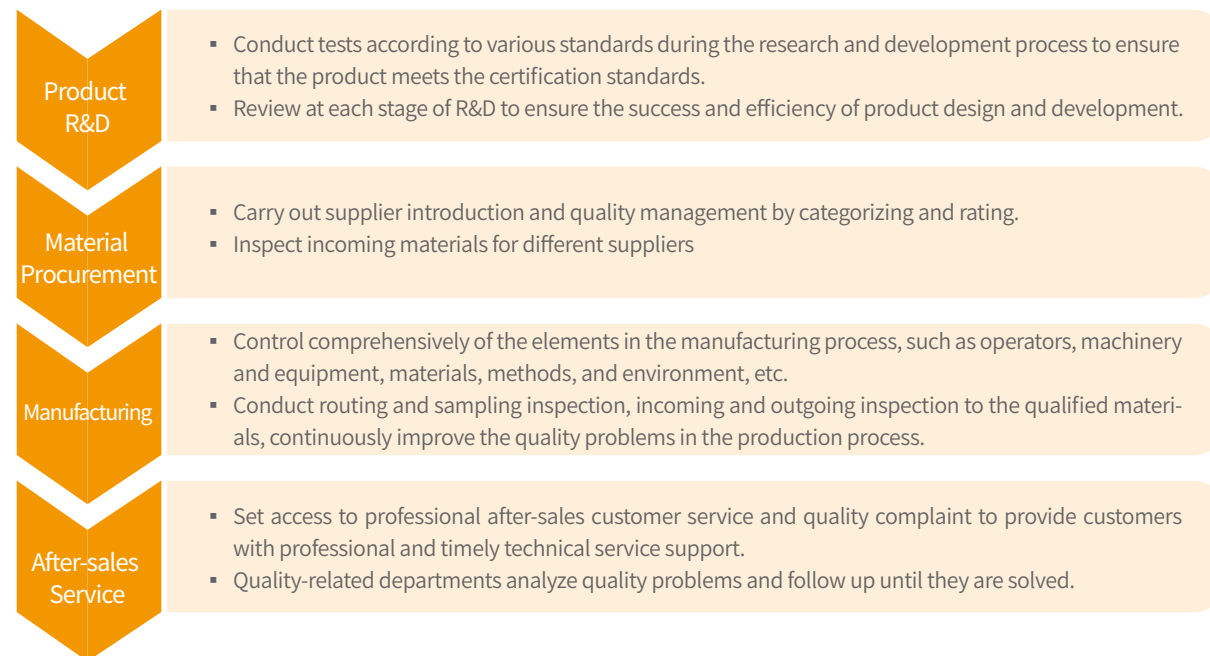 Product
R&D
▪ Conduct tests according to various standards during the research and development process to ensure
that the product meets the certification standards.
▪ Review at each stage of R&D to ensure the success and efficiency of product design and development.
Material
Procurement
▪ Carry out supplier introduction and quality management by categorizing and rating.
▪ Inspect incoming materials for different suppliers
Manufacturing
▪ Control comprehensively of the elements in the manufacturing process, such as operators, machinery
and equipment, materials, methods, and environment, etc.
▪ Conduct routing and sampling inspection, incoming and outgoing inspection to the qualified materi-
als, continuously improve the quality problems in the production process.
After-sales
Service
▪ Set access to professional after-sales customer service and quality complaint to provide customers
with professional and timely technical service support.
▪ Quality-related departments analyze quality problems and follow up until they are solved.